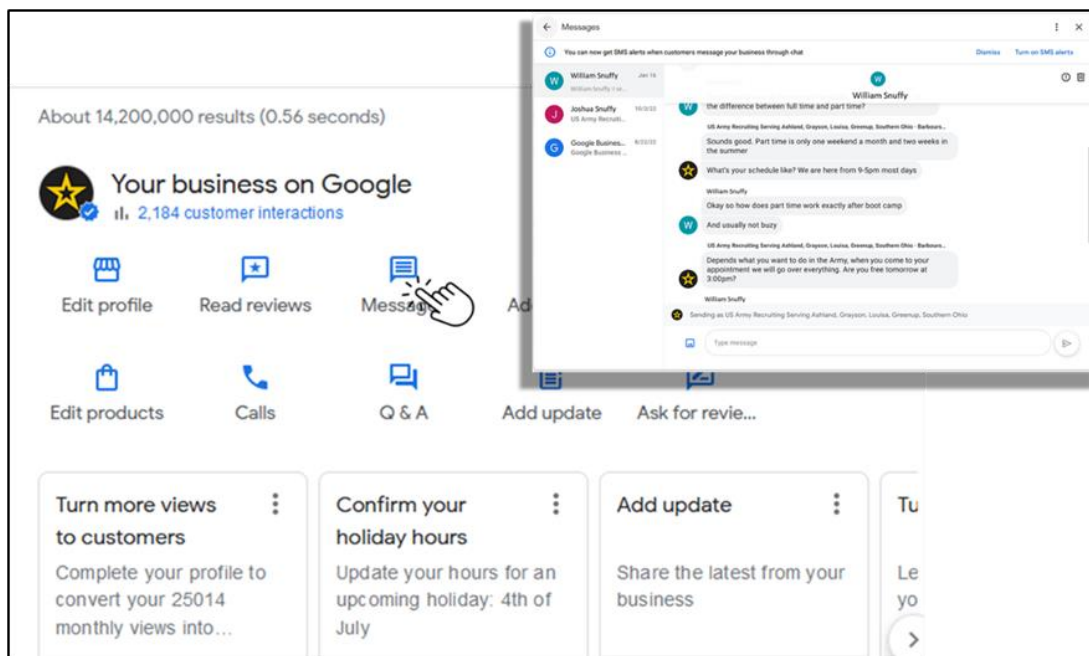 About 14,200,000 results (0.56 seconds)
Your business on Google
2,184 customer interactions
Edit profile
Read reviews
Message
Ad
Edit products
Calls
Q & A
Add update
Ask for revie...
Turn more views
to customers
Complete your profile to
convert your 25014
monthly views into...
Confirm your
holiday hours
Update your hours for an
upcoming holiday: 4th of
July
Add update
Share the latest from your
business
Tu
Le
yo
Messages
You can now get SMS alerts when customers message your business through chat
Dismiss
Turn on SMS alerts
W
William Snuffy
Jan 16
J
Joshua Snuffy
10/3/22
US Army Recruiti...
G
Google Busines...
Google Business ...
W
William Snuffy
W
the difference between full time and part time?
US Army Recruiting Serving Ashland, Grayson, Louisa, Greenup, Southern Ohio - Barbours...
Sounds good. Part time is only one weekend a month and two weeks in
the summer
What's your schedule like? We are here from 9-5pm most days
William Snuffy
Okay so how does part time work exactly after boot camp
W
And usually not buzy
US Army Recruiting Serving Ashland, Grayson, Louisa, Greenup, Southern Ohio - Barbours...
Depends what you want to do in the Army, when you come to your
appointment we will go over everything. Are you free tomorrow at
3:00pm?
William Snuffy
Sending as US Army Recruiting Serving Ashland, Grayson, Louisa, Greenup, Southern Ohio
Type message